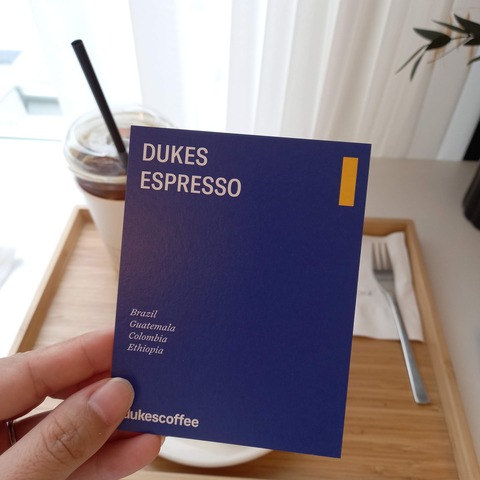 DUKES
ESPRESSO
Brazil
Guatemala
Colombia
Ethiopia
dukescoffee